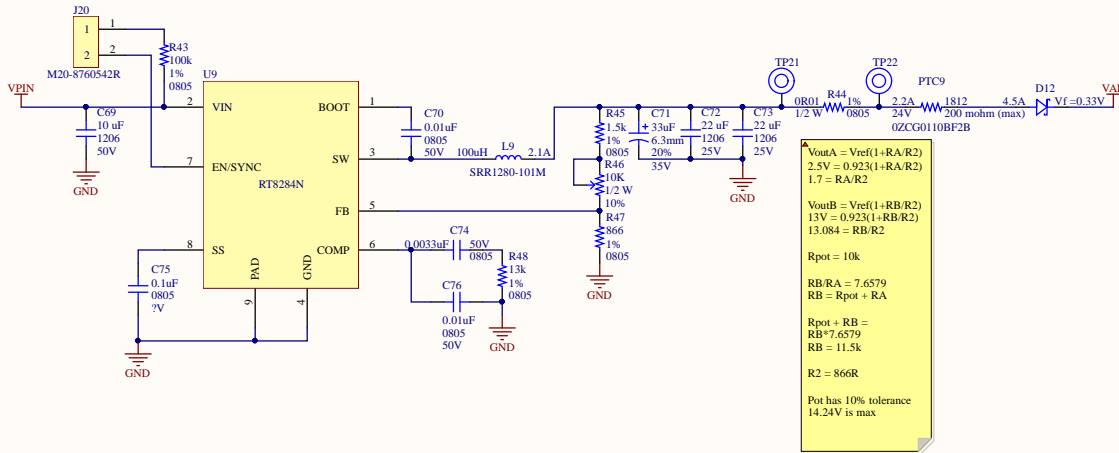 J20
1
1
2
2
M20-8760542R
R43
100k
1%
0805
VPIN
C69
10 uF
1206
50V
GND
U9
2
VIN
7
EN/SYNC
RT8284N
8
SS
PAD
GND
9
4
BOOT
1
SW
3
FB
5
COMP
6
C75
0.1uF
0805
?V
GND
C70
0.01uF
0805
50V
100uH
L9
2.1A
SRR1280-101M
C74
0.0033uF
50V
0805
R48
13k
1%
0805
C76
0.01uF
0805
50V
GND
R45
1.5k
1%
0805
R46
10K
1/2 W
10%
R47
866
1%
0805
GND
C71
33uF
6.3mm
20%
35V
C72
22 uF
1206
25V
C73
22 uF
1206
25V
GND
TP21
0R01
1/2 W
R44
1%
0805
TP22
2.2A
24V
PTC9
1812
200 mohm (max)
0ZCG0110BF2B
4.5A
D12
Vf =0.33V
VoutA = Vref(1+RA/R2)
2.5V = 0.923(1+RA/R2)
1.7 = RA/R2
VoutB = Vref(1+RB/R2)
13V = 0.923(1+RB/R2)
13.084 = RB/R2
Rpot = 10k
RB/RA = 7.6579
RB = Rpot + RA
Rpot + RB =
RB*7.6579
RB = 11.5k
R2 = 866R
Pot has 10% tolerance
14.24V is max